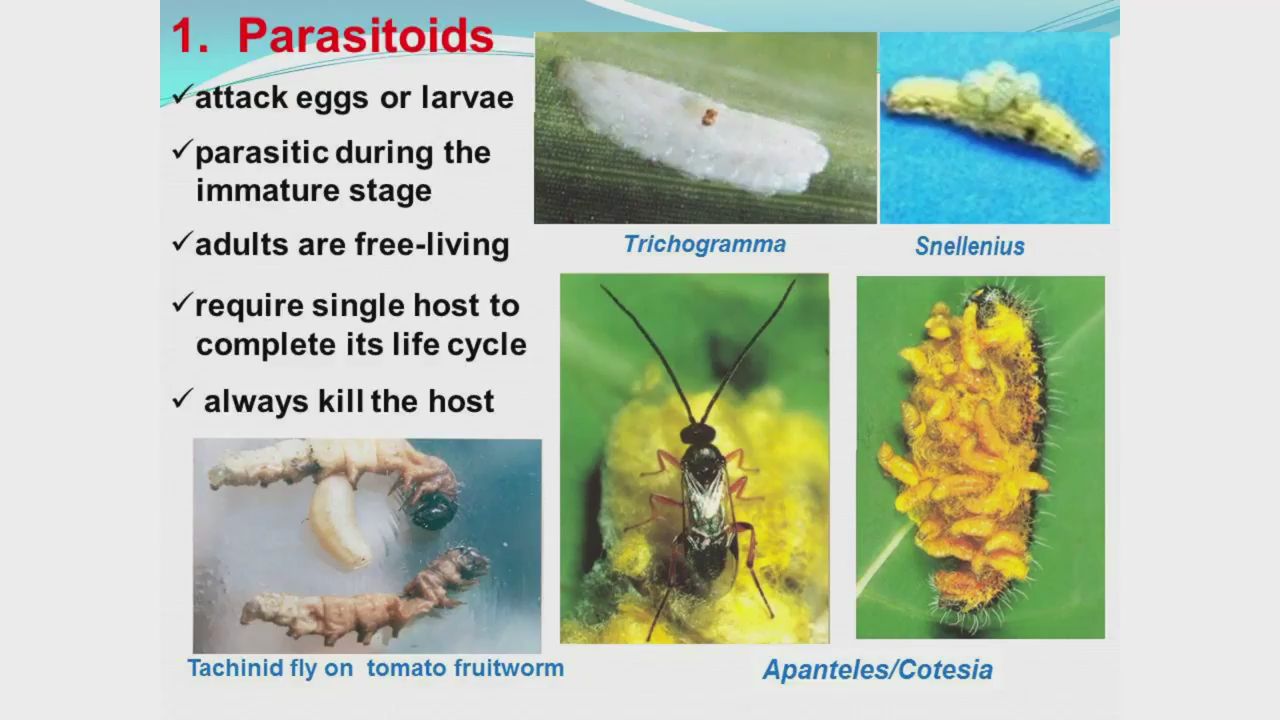 1. Parasitoids
✓attack eggs or larvae
✓parasitic during the
immature stage
✓adults are free-living
✓require single host to
complete its life cycle
✓ always kill the host
Trichogramma
Snellenius
Tachinid fly on tomato fruitworm
Apanteles/Cotesia